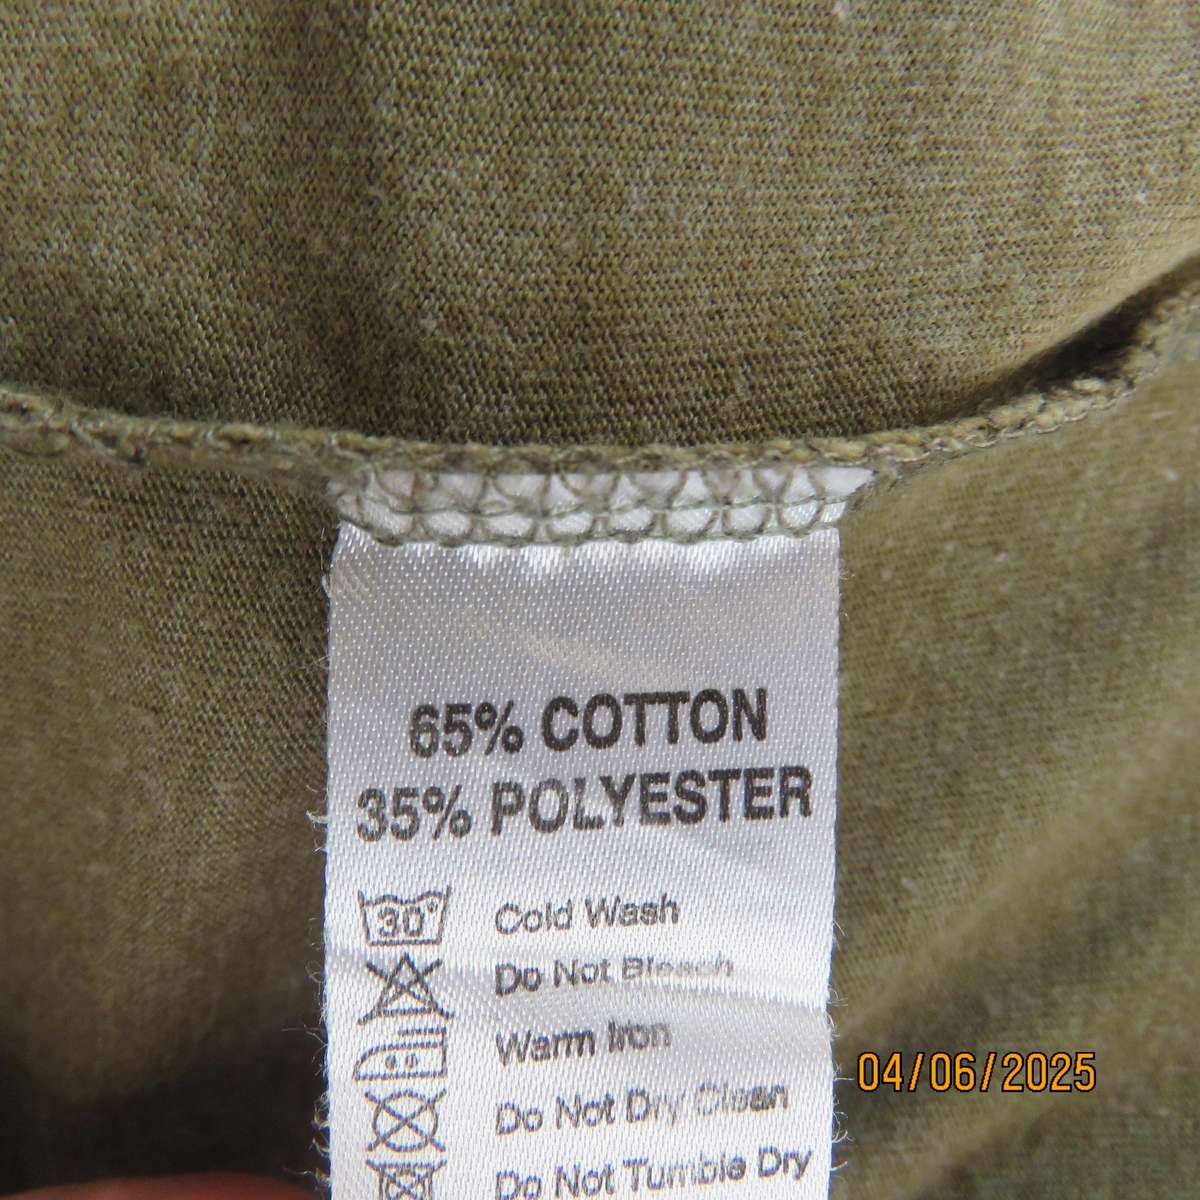 65% COTTON
35% POLYESTER
30° Cold Wash
Do Not Bleach
Warm Iron
Do Not Dry Clean
Do Not Tumble Dry
04/06/2025